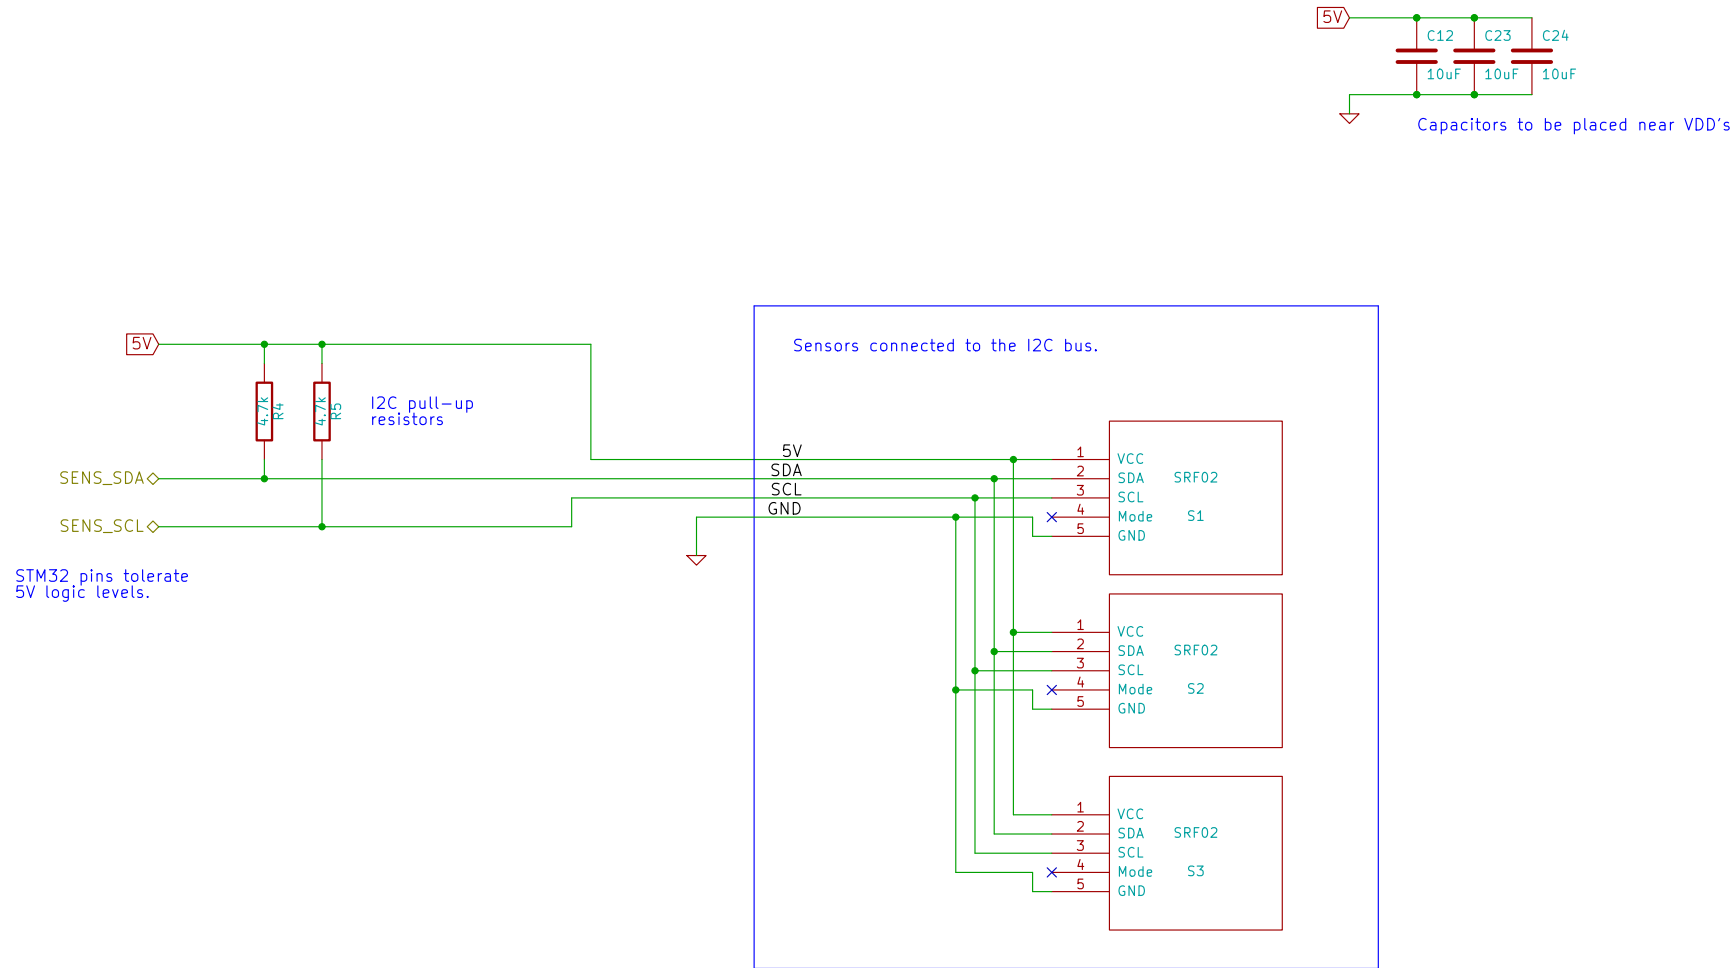 5V
C12
C23
C24
10uF
10uF
10uF
Capacitors to be placed near VDD's
5V
Sensors connected to the I2C bus.
4.7k
R4
4.7k
R5
I2C pull-up
resistors
SENS_SDA
SENS_SCL
STM32 pins tolerate
5V logic levels.
5V
SDA
SCL
GND
1 VCC
2 SDA SRF02
3 SCL
4 Mode S1
5 GND
1 VCC
2 SDA SRF02
3 SCL
4 Mode S2
5 GND
1 VCC
2 SDA SRF02
3 SCL
4 Mode S3
5 GND